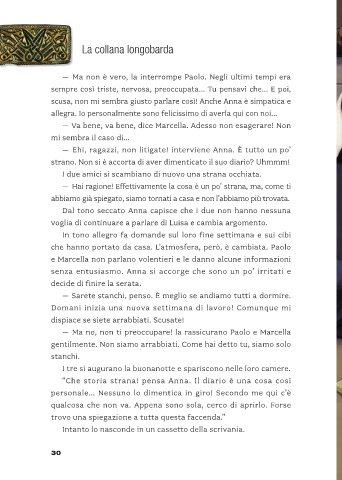 La collana longobarda
— Ma non è vero, la interrompe Paolo. Negli ultimi tempi era
sempre così triste, nervosa, preoccupata... Tu pensavi che... E poi,
scusa, non mi sembra giusto parlare così! Anche Anna è simpatica e
allegra. Io personalmente sono felicissimo di averla qui con noi...
— Va bene, va bene, dice Marcella. Adesso non esagerare! Non
mi sembra il caso di...
— Ehi, ragazzi, non litigate! interviene Anna. È tutto un po'
strano. Non si è accorta di aver dimenticato il suo diario? Uhmmm!
I due amici si scambiano di nuovo una strana occhiata.
— Hai ragione! Effettivamente la cosa è un po' strana, ma, come ti
abbiamo già spiegato, siamo tornati a casa e non l'abbiamo più trovata.
Dal tono seccato Anna capisce che i due non hanno nessuna
voglia di continuare a parlare di Luisa e cambia argomento.
In tono allegro fa domande sul loro fine settimana e sui cibi
che hanno portato da casa. L'atmosfera, però, è cambiata. Paolo
e Marcella non parlano volentieri e le danno alcune informazioni
senza entusiasmo. Anna si accorge che sono un po' irritati e
decide di finire la serata.
— Sarete stanchi, penso. È meglio se andiamo tutti a dormire.
Domani inizia una nuova settimana di lavoro! Comunque mi
dispiace se siete arrabbiati. Scusate!
— Ma no, non ti preoccupare! la rassicurano Paolo e Marcella
gentilmente. Non siamo arrabbiati. Come hai detto tu, siamo solo
stanchi.
I tre si augurano la buonanotte e spariscono nelle loro camere.
“Che storia strana! pensa Anna. Il diario è una cosa così
personale... Nessuno lo dimentica in giro! Secondo me qui c'è
qualcosa che non va. Appena sono sola, cerco di aprirlo. Forse
trovo una spiegazione a tutta questa faccenda.”
Intanto lo nasconde in un cassetto della scrivania.
30